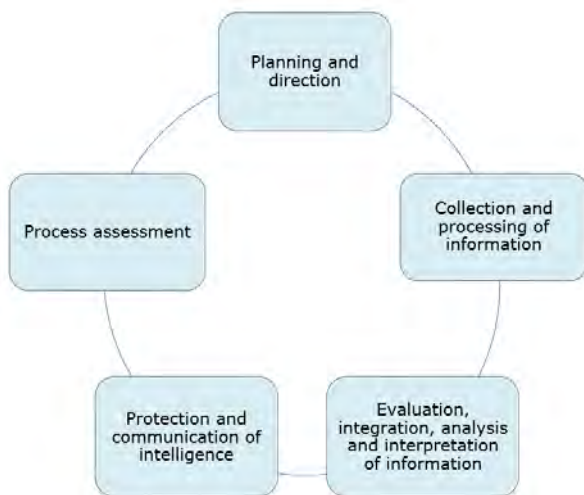 Planning and
direction
Collection and
processing of
information
Evaluation,
integration, analysis
and interpretation
of information
Protection and
communication of
intelligence
Process assessment